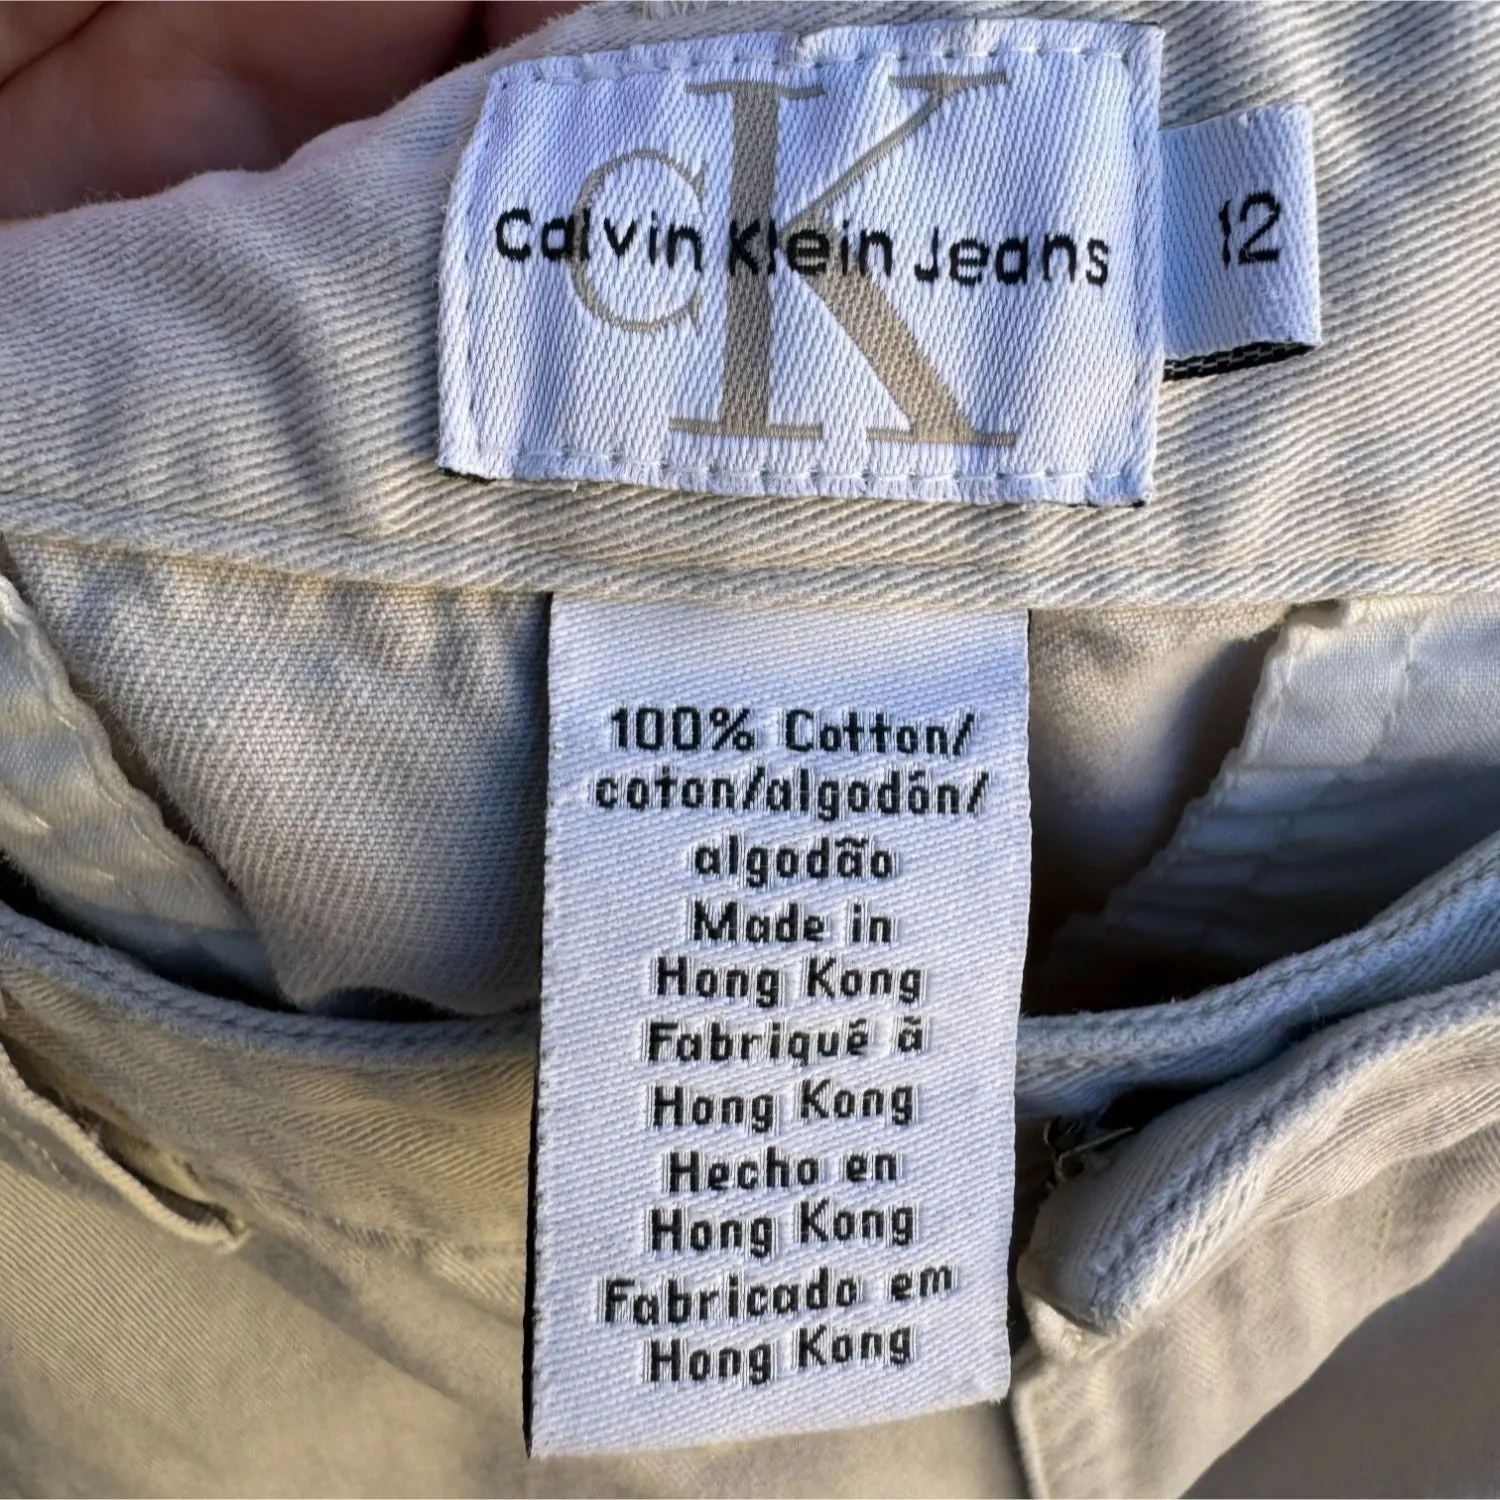 CK
Calvin Klein Jeans
12
100% Cotton/
coton/algodón/
algodão
Made in
Hong Kong
Fabriqué ã
Hong Kong
Hecho en
Hong Kong
Fabricado em
Hong Kong